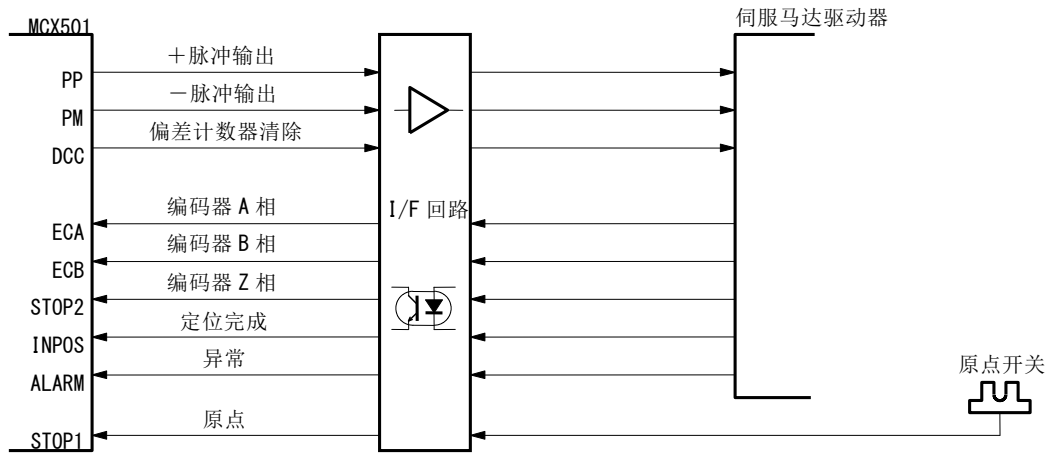 MCX501
伺服马达驱动器
PP
＋脉冲输出
PM
－脉冲输出
DCC
偏差计数器清除
I/F 回路
ECA
编码器 A 相
ECB
编码器 B 相
STOP2
编码器 Z 相
INPOS
定位完成
ALARM
异常
原点开关
STOP1
原点